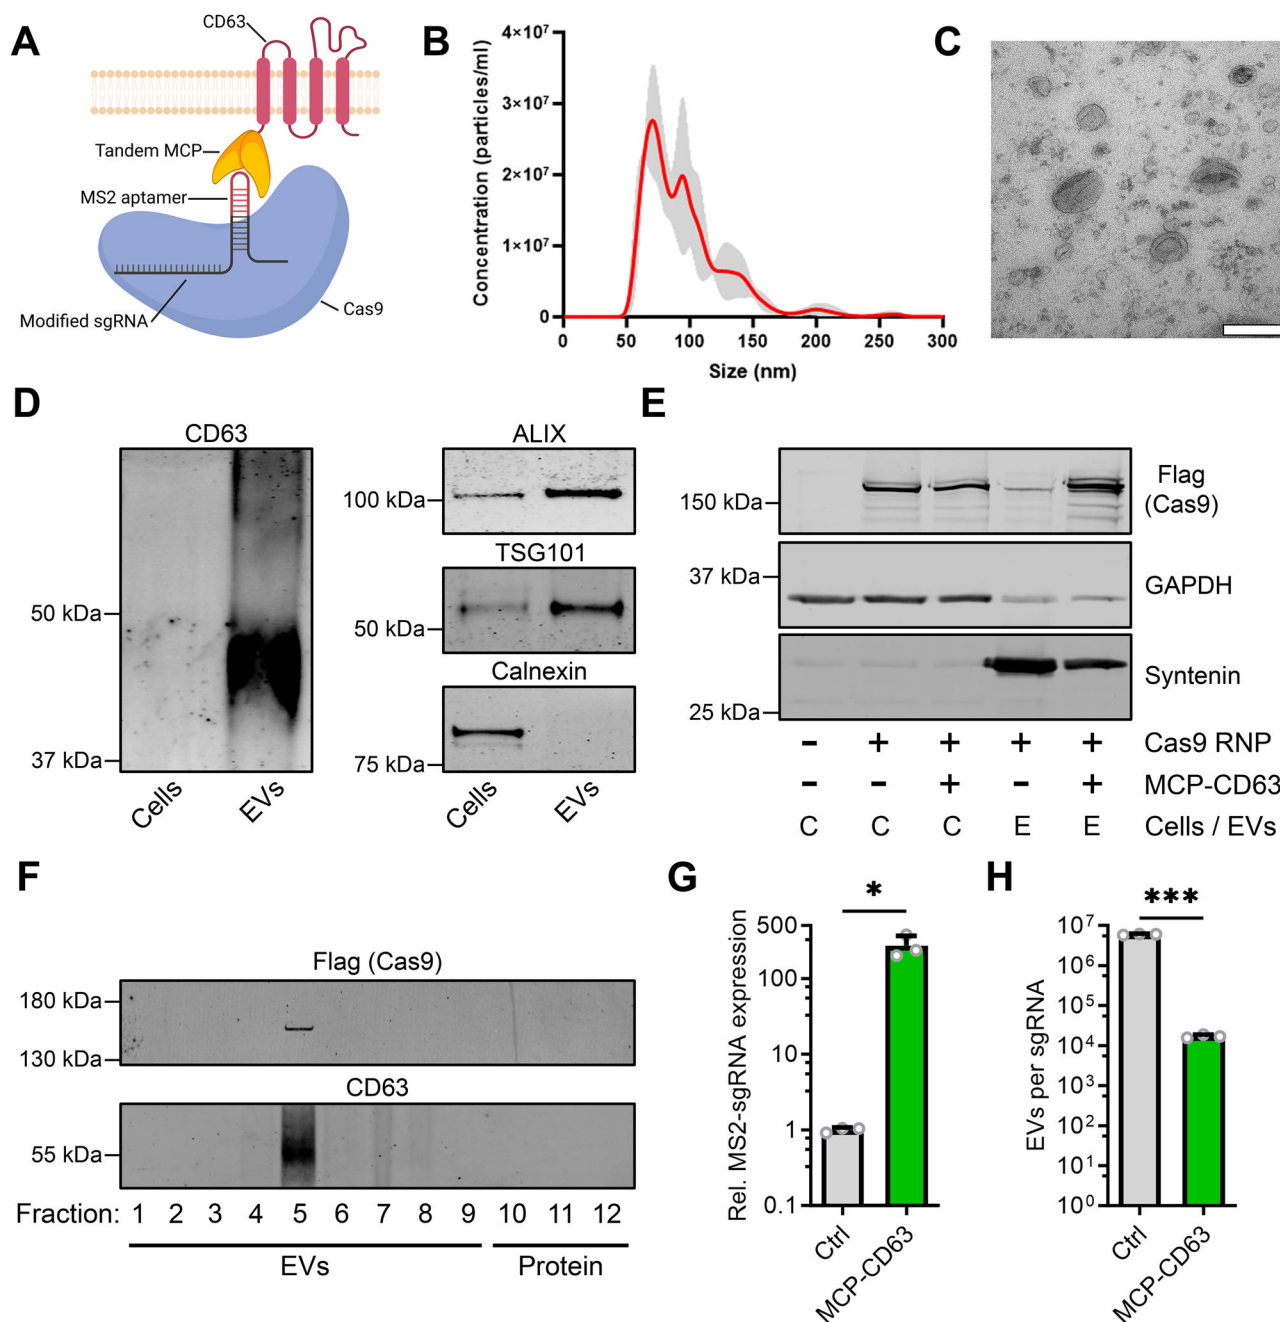 A
CD63
Tandem MCP
MS2 aptamer
Modified sgRNA
Cas9
B
Concentration (particles/ml)
4×10⁷
3×10⁷
2×10⁷
1×10⁷
0
0 50 100 150 200 250 300
Size (nm)
C
D
CD63
50 kDa
37 kDa
Cells EVs
ALIX
100 kDa
TSG101
50 kDa
Calnexin
75 kDa
Cells EVs
E
150 kDa
Flag
(Cas9)
37 kDa
GAPDH
25 kDa
Syntenin
- + + + + Cas9 RNP
- - + - + MCP-CD63
C C C E E Cells / EVs
F
Flag (Cas9)
180 kDa
130 kDa
CD63
55 kDa
Fraction: 1 2 3 4 5 6 7 8 9 10 11 12
EVs Protein
G
*
Rel. MS2-sgRNA expression
500
100
10
1
0.1
Ctrl
MCP-CD63
H
***
EVs per sgRNA
10⁷
10⁶
10⁵
10⁴
10³
10²
10¹
10⁰
Ctrl
MCP-CD63